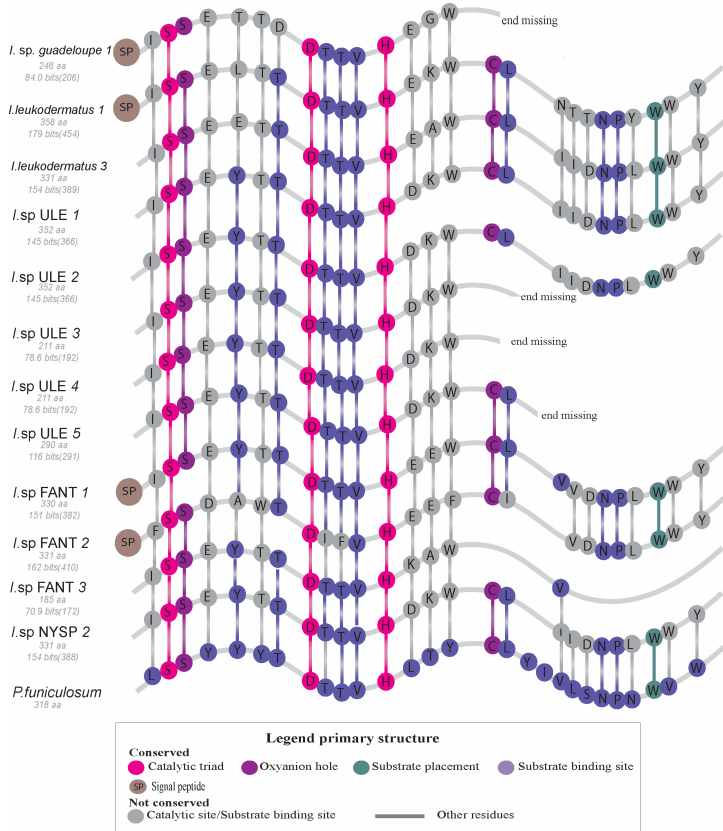 I. sp. guadeloupe 1 SP I S S E T T D D T T V H E G W end missing
246 aa
84.0 bits(206)
I.leukodermatus 1 SP I S S E L T T D T T V H E K W C L N T T N P Y W W Y
358 aa
179 bits(454)
I.leukodermatus 3 I S S E E T T D T T V H E A W C L I I D N P L W W Y
331 aa
154 bits(389)
I.sp ULE 1 I S S E Y T T D T T V H D K W C L I I D N P L W W Y
352 aa
145 bits(366)
I.sp ULE 2 I S S E Y T T D T T V H D K W C L I I D N P L W W Y
352 aa
145 bits(366)
I.sp ULE 3 I S S E Y T T D T T V H D K W end missing
211 aa
78.6 bits(192)
I.sp ULE 4 I S S E Y T T D T T V H D K W end missing
211 aa
78.6 bits(192)
I.sp ULE 5 I S S E Y T T D T T V H D K W C L end missing
290 aa
116 bits(291)
I.sp FANT 1 SP I S S E Y T T D T T V H E E W C L V V D N P L W W Y
330 aa
151 bits(382)
I.sp FANT 2 SP F S S D A W T D I F V H E E F C I V D N P L W W Y
331 aa
162 bits(410)
I.sp FANT 3 I S S E Y T T D T T V H K A W V
185 aa
70.9 bits(172)
I.sp NYSP 2 I S S E Y T T D T T V H D K W C L I I D N P L W W Y
331 aa
154 bits(388)
P.funiculosum L S S Y Y Y T D T T V H L T Y C L Y I V L S N P N W V W
318 aa
Legend primary structure
Conserved
Catalytic triad Oxyanion hole Substrate placement Substrate binding site
SP Signal peptide
Not conserved
Catalytic site/Substrate binding site Other residues